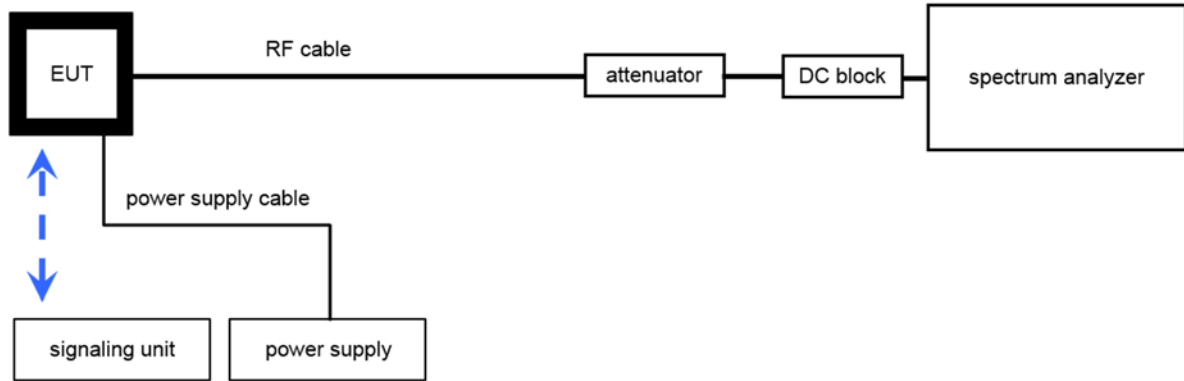 EUT
RF cable
attenuator
DC block
spectrum analyzer
power supply cable
signaling unit
power supply